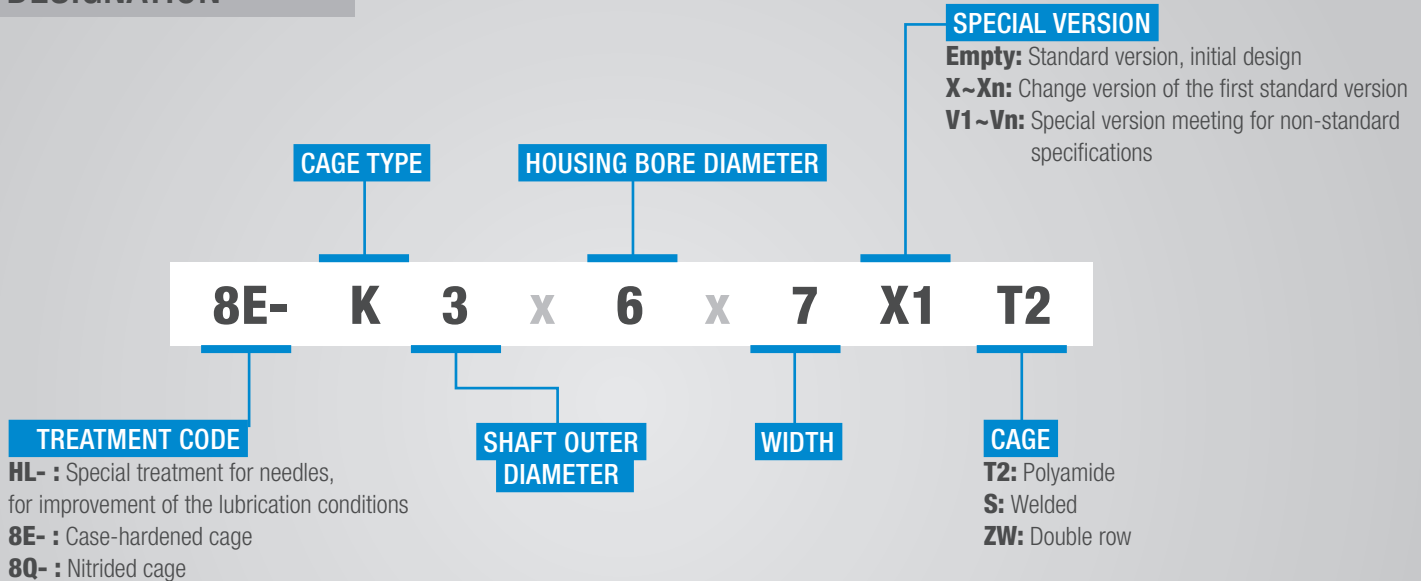 DESIGNATION
SPECIAL VERSION
Empty: Standard version, initial design
X~Xn: Change version of the first standard version
V1~Vn: Special version meeting for non-standard
specifications
CAGE TYPE
HOUSING BORE DIAMETER
8E- K 3 x 6 x 7 X1 T2
TREATMENT CODE
HL- : Special treatment for needles,
for improvement of the lubrication conditions
8E- : Case-hardened cage
8Q- : Nitrided cage
SHAFT OUTER
DIAMETER
WIDTH
CAGE
T2: Polyamide
S: Welded
ZW: Double row